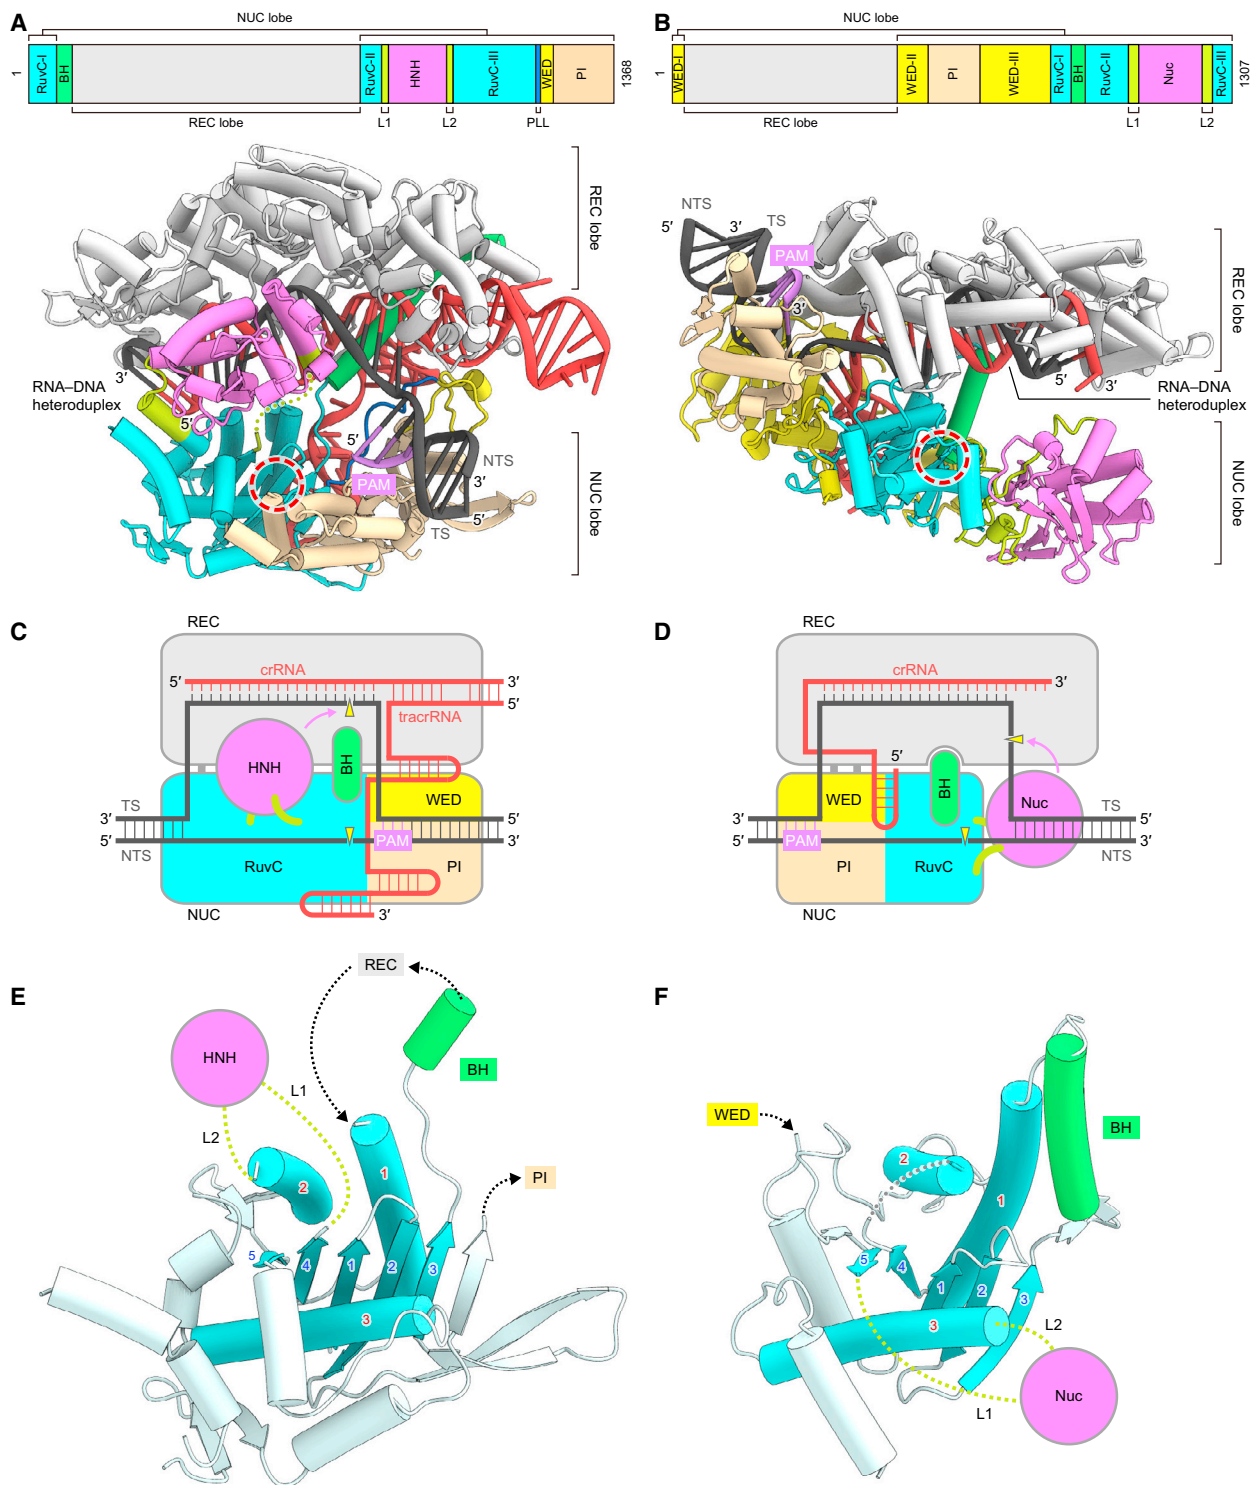 A
NUC lobe
1
RuvC-I
BH
RuvC-II
HNH
RuvC-III
WED
PI
1368
REC lobe
L1
L2
PLL
REC lobe
3′
RNA–DNA
heteroduplex
5′
5′
PAM
NTS
3′
5′
TS
NUC lobe
B
NUC lobe
1
WED-I
WED-II
PI
WED-III
RuvC-I
BH
RuvC-II
Nuc
RuvC-III
1307
REC lobe
L1
L2
NTS
5′
3′
TS
PAM
3′
REC lobe
5′
3′
RNA–DNA
heteroduplex
NUC lobe
C
REC
crRNA
5′
3′
5′
tracrRNA
HNH
BH
WED
TS
3′
5′
5′
3′
NTS
PAM
RuvC
PI
NUC
3′
D
REC
crRNA
3′
5′
BH
WED
Nuc
TS
3′
5′
5′
3′
PAM
NTS
PI
RuvC
NUC
E
REC
HNH
BH
L1
L2
1
2
PI
5
4
1
2
3
3
F
WED
BH
2
1
5
4
1
2
3
3
L2
Nuc
L1